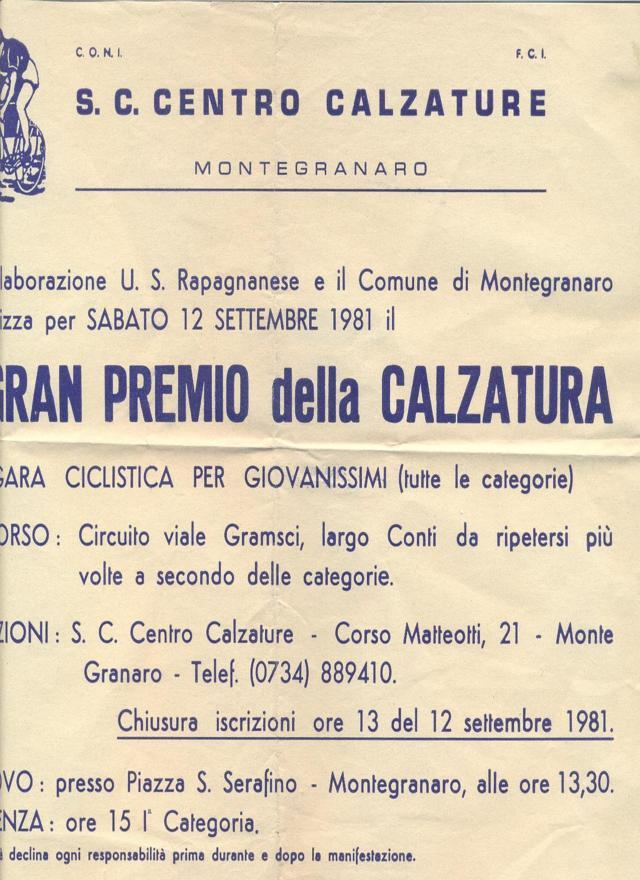 C. O. N. I. F. C. I.
S. C. CENTRO CALZATURE
MONTEGRANARO
laborazione U. S. Rapagnanese e il Comune di Montegranaro
izza per SABATO 12 SETTEMBRE 1981 il
GRAN PREMIO della CALZATURA
GARA CICLISTICA PER GIOVANISSIMI (tutte le categorie)
ORSO : Circuito viale Gramsci, largo Conti da ripetersi più
volte a secondo delle categorie.
ZIONI : S. C. Centro Calzature - Corso Matteotti, 21 - Monte
Granaro - Telef. (0734) 889410.
Chiusura iscrizioni ore 13 del 12 settembre 1981.
OVO : presso Piazza S. Serafino - Montegranaro, alle ore 13,30.
ENZA : ore 15 Iª Categoria.
à declina ogni responsabilità prima durante e dopo la manifestazione.